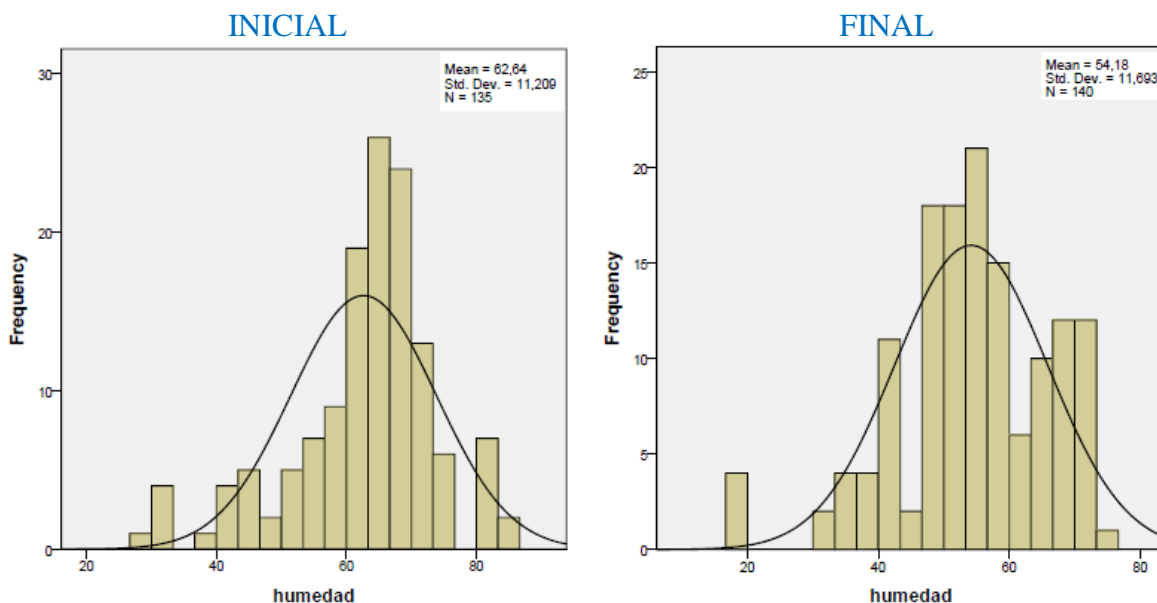 INICIAL
Mean = 62,64
Std. Dev. = 11,209
N = 135
30
20
10
0
Frequency
20
40
60
80
humedad
FINAL
Mean = 54,18
Std. Dev. = 11,693
N = 140
25
20
15
10
5
0
Frequency
20
40
60
80
humedad